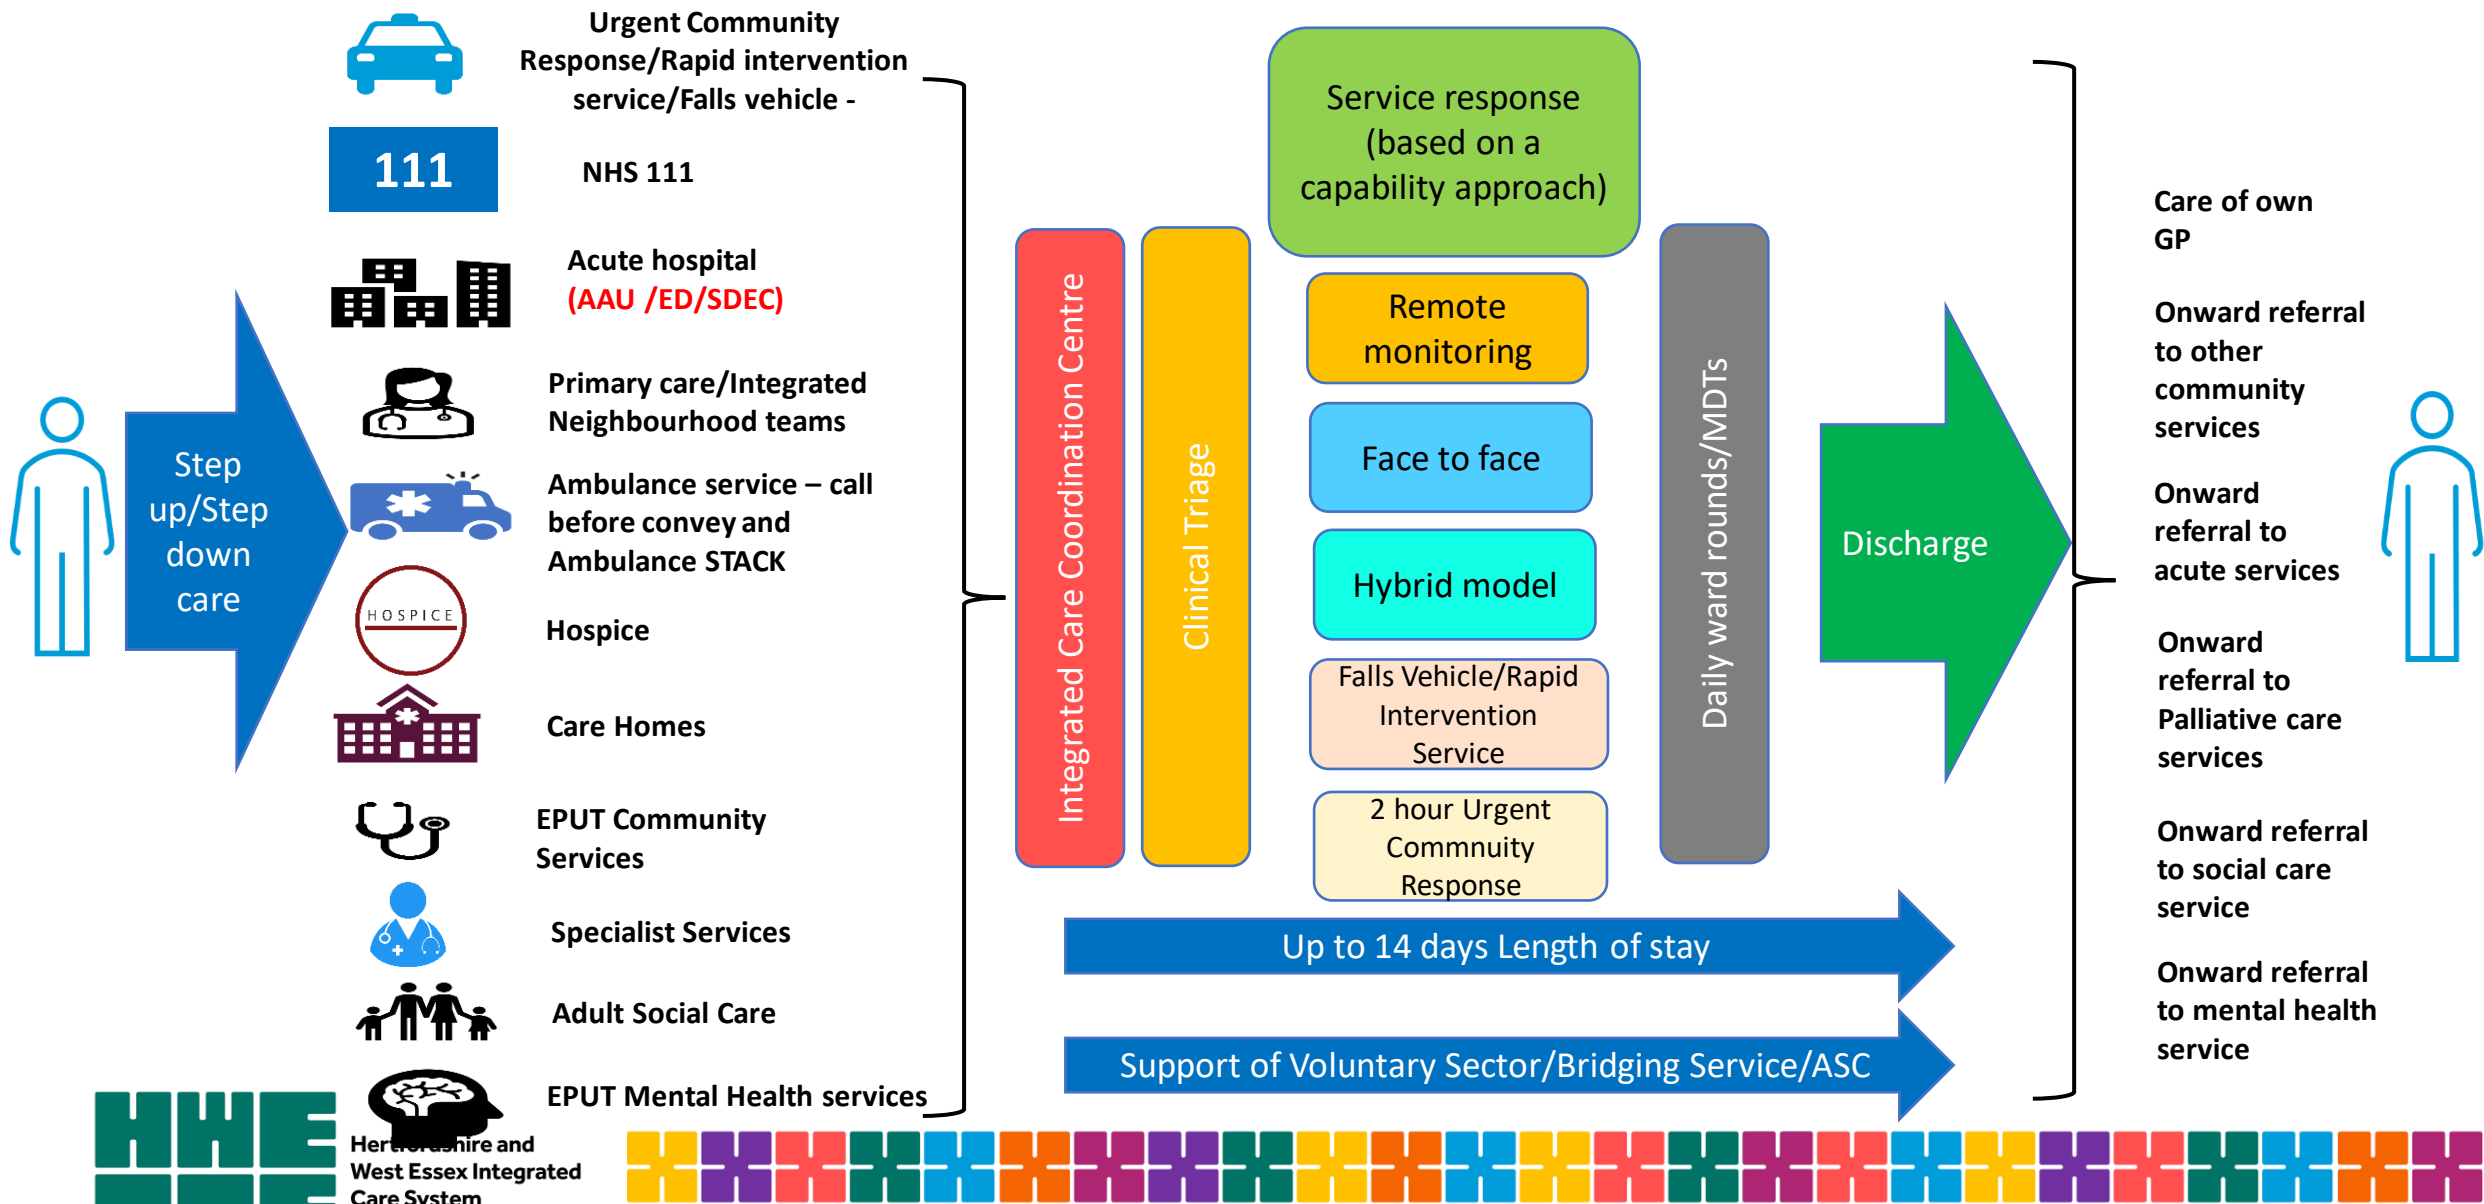 Urgent Community
Response/Rapid intervention
service/Falls vehicle -
111
NHS 111
Acute hospital
(AAU /ED/SDEC)
Primary care/Integrated
Neighbourhood teams
Ambulance service – call
before convey and
Ambulance STACK
HOSPICE
Hospice
Care Homes
EPUT Community
Services
Specialist Services
Adult Social Care
EPUT Mental Health services
Step
up/Step
down
care
Integrated Care Coordination Centre
Clinical Triage
Service response
(based on a
capability approach)
Remote
monitoring
Face to face
Hybrid model
Falls Vehicle/Rapid
Intervention
Service
2 hour Urgent
Commnuity
Response
Daily ward rounds/MDTs
Up to 14 days Length of stay
Support of Voluntary Sector/Bridging Service/ASC
Discharge
Care of own
GP
Onward referral
to other
community
services
Onward
referral to
acute services
Onward
referral to
Palliative care
services
Onward referral
to social care
service
Onward referral
to mental health
service
HWE
Hertfordshire and
West Essex Integrated
Care System